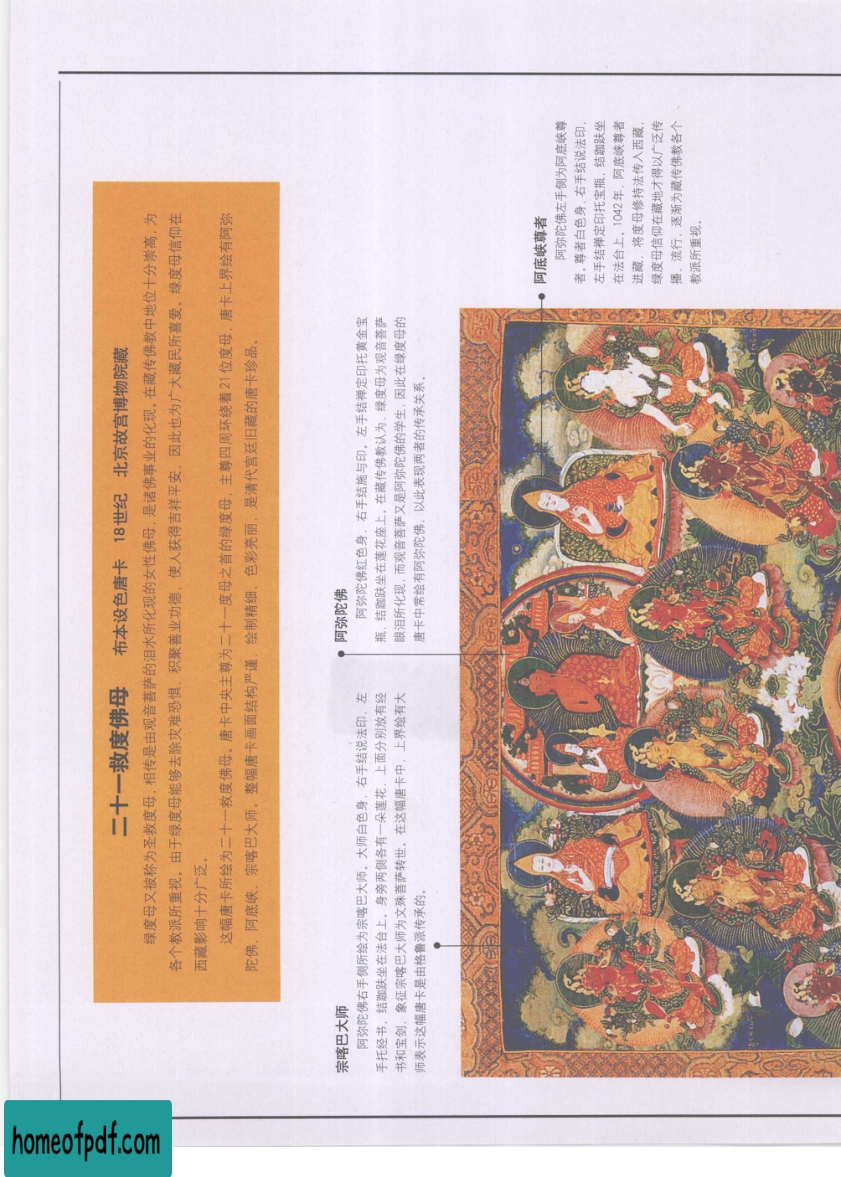 二十一救度佛母 布本设色唐卡 18世纪 北京故宫博物院藏
绿度母又被称为圣救度母，相传是由观音菩萨的泪水所化现的女性佛母，是诸佛事业的化现。在藏传佛教中地位十分崇高，为
各个教派所重视。由于绿度母能够去除灾难恐惧、积聚善业功德，使人获得吉祥平安，因此也为广大藏民所喜爱。绿度母信仰在
西藏影响十分广泛。
这幅唐卡所绘为二十一救度佛母。唐卡中央主尊为二十一度母之首的绿度母，主尊四周环绕着21位度母，唐卡上界绘有阿弥
陀佛、阿底峡、宗喀巴大师。整幅唐卡画面结构严谨，绘制精细，色彩亮丽，是清代宫廷旧藏的唐卡珍品。
宗喀巴大师
阿弥陀佛右手侧所绘为宗喀巴大师。大师白色身，右手结说法印，左
手托经书，结跏趺坐在法台上。身旁两侧各有一朵莲花，上面分别放有经
书和宝剑，象征宗喀巴大师为文殊菩萨转世。在这幅唐卡中，上界绘有大
师表示这幅唐卡是由格鲁派传承的。
阿弥陀佛
阿弥陀佛红色身，右手结施与印，左手结禅定印托黄金宝
瓶，结跏趺坐在莲花座上。在藏传佛教认为，绿度母为观音菩萨
眼泪所化现，而观音菩萨又是阿弥陀佛的学生，因此在绿度母的
唐卡中常绘有阿弥陀佛，以此表现两者的传承关系。
阿底峡尊者
阿弥陀佛左手侧为阿底峡尊
者。尊者白色身，右手结说法印，
左手结禅定印托宝瓶，结跏趺坐
在法台上。1042年，阿底峡尊者
进藏，将度母修持法传入西藏，
绿度母信仰在藏地才得以广泛传
播、流行，逐渐为藏传佛教各个
教派所重视。
homeofpdf.com